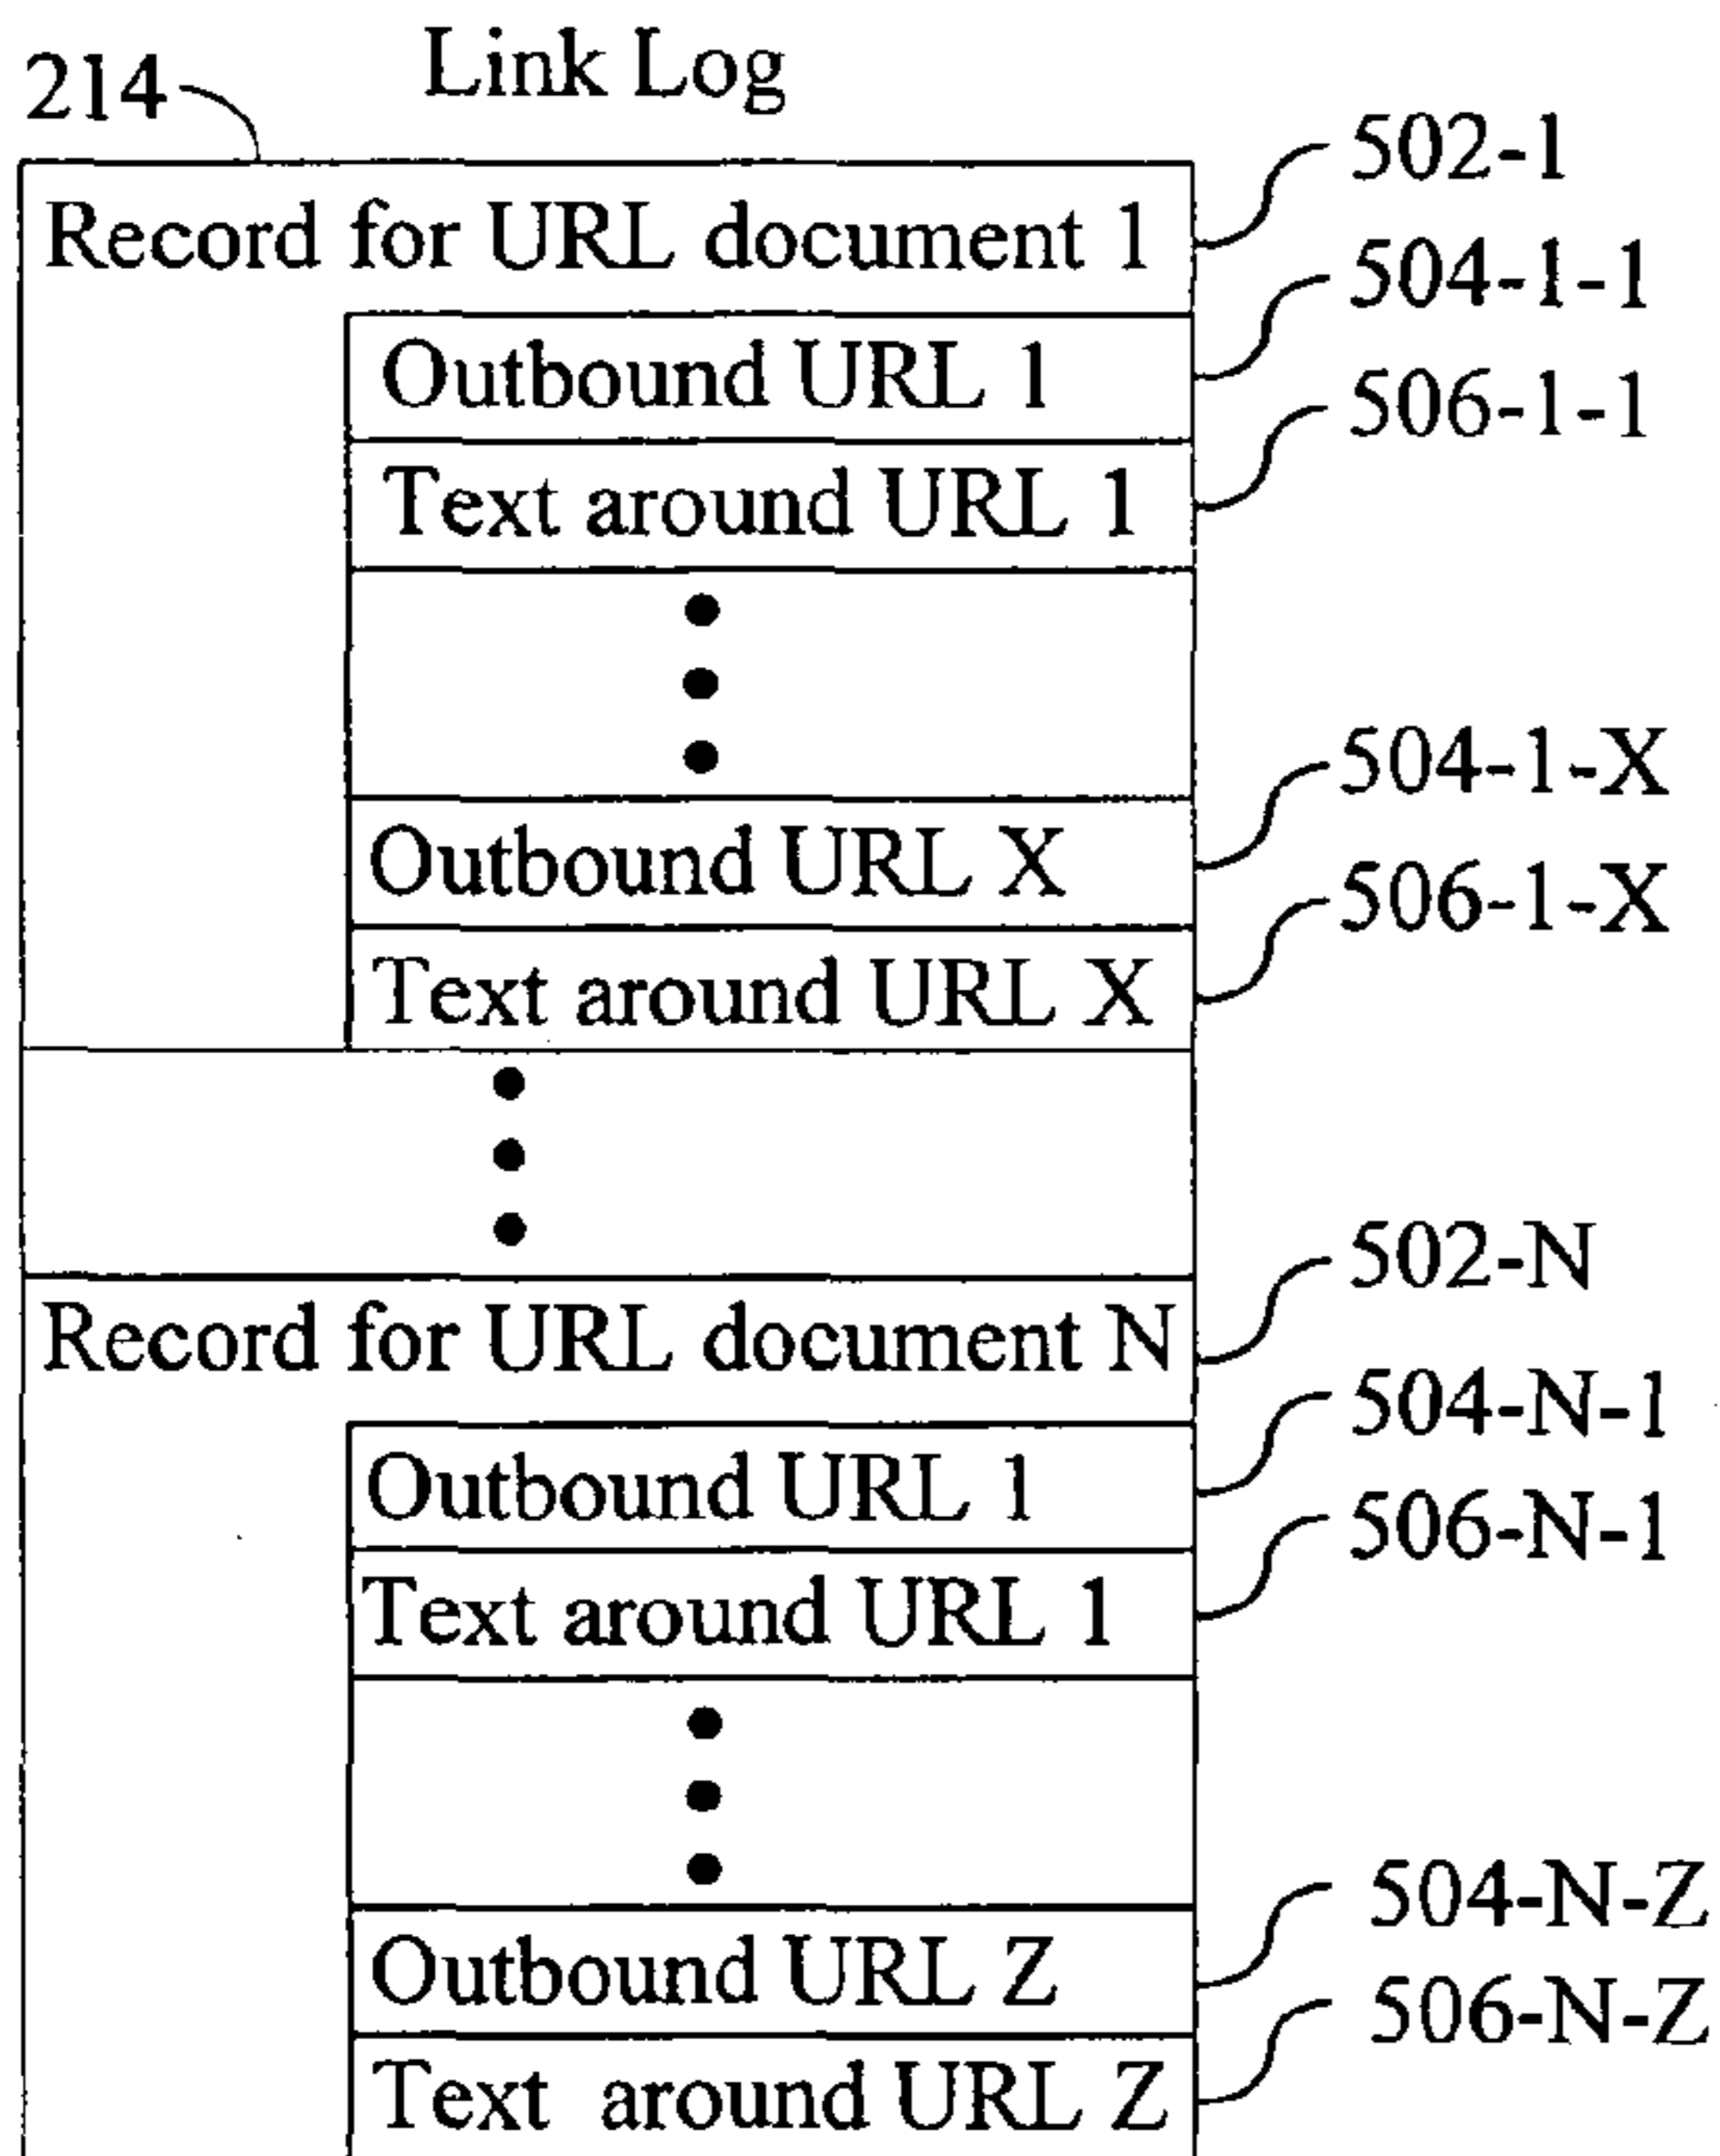 Link Log
214
Record for URL document 1
502-1
Outbound URL 1
504-1-1
Text around URL 1
506-1-1
Outbound URL X
504-1-X
Text around URL X
506-1-X
Record for URL document N
502-N
Outbound URL 1
504-N-1
Text around URL 1
506-N-1
Outbound URL Z
504-N-Z
Text around URL Z
506-N-Z